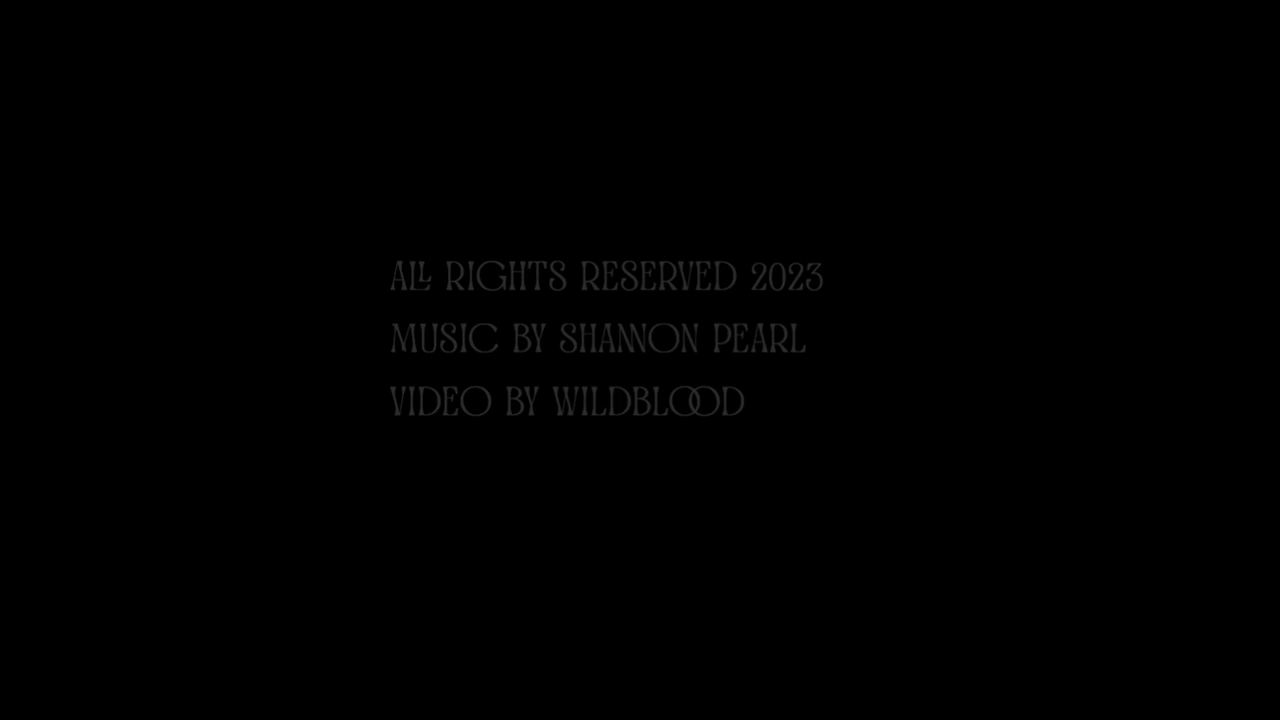 ALL RIGHTS RESERVED 2023
MUSIC BY SHANNON PEARL
VIDEO BY WILDBLOOD